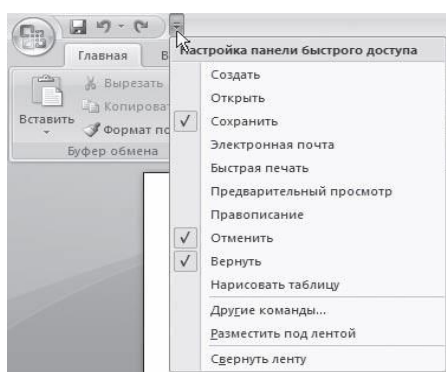 Главная
Настройка панели быстрого доступа
Вставить
Вырезать
Копироват
Формат по
Буфер обмена
Создать
Открыть
Сохранить
Электронная почта
Быстрая печать
Предварительный просмотр
Правописание
Отменить
Вернуть
Нарисовать таблицу
Другие команды...
Разместить под лентой
Свернуть ленту